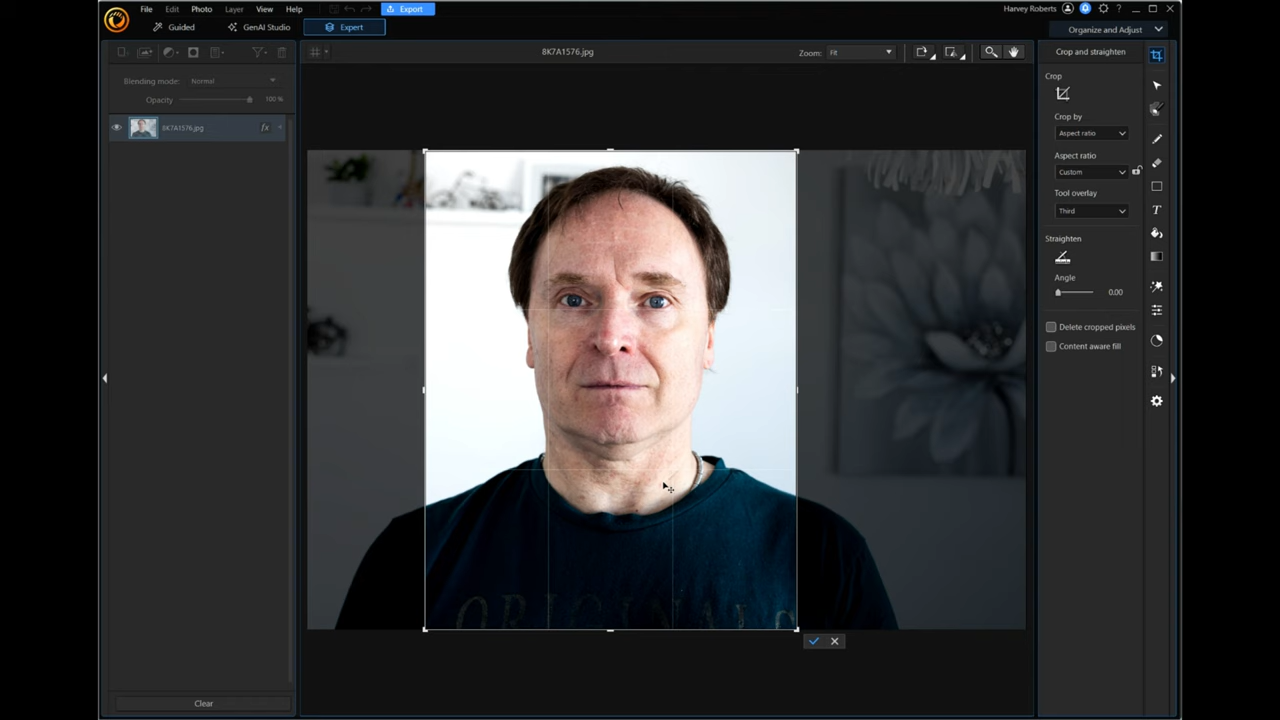 File Edit Photo Layer View Help Export Harvey Roberts
Guided GenAI Studio Expert Organize and Adjust
8K7A1576.jpg Zoom: Fit Crop and straighten
Crop
Blending mode: Normal
Opacity 100 %
Crop by
Aspect ratio
8K7A1576.jpg fx
Aspect ratio
Custom
Tool overlay
Third
Straighten
Angle
0.00
Delete cropped pixels
Content aware fill
ORIGINALS
Clear